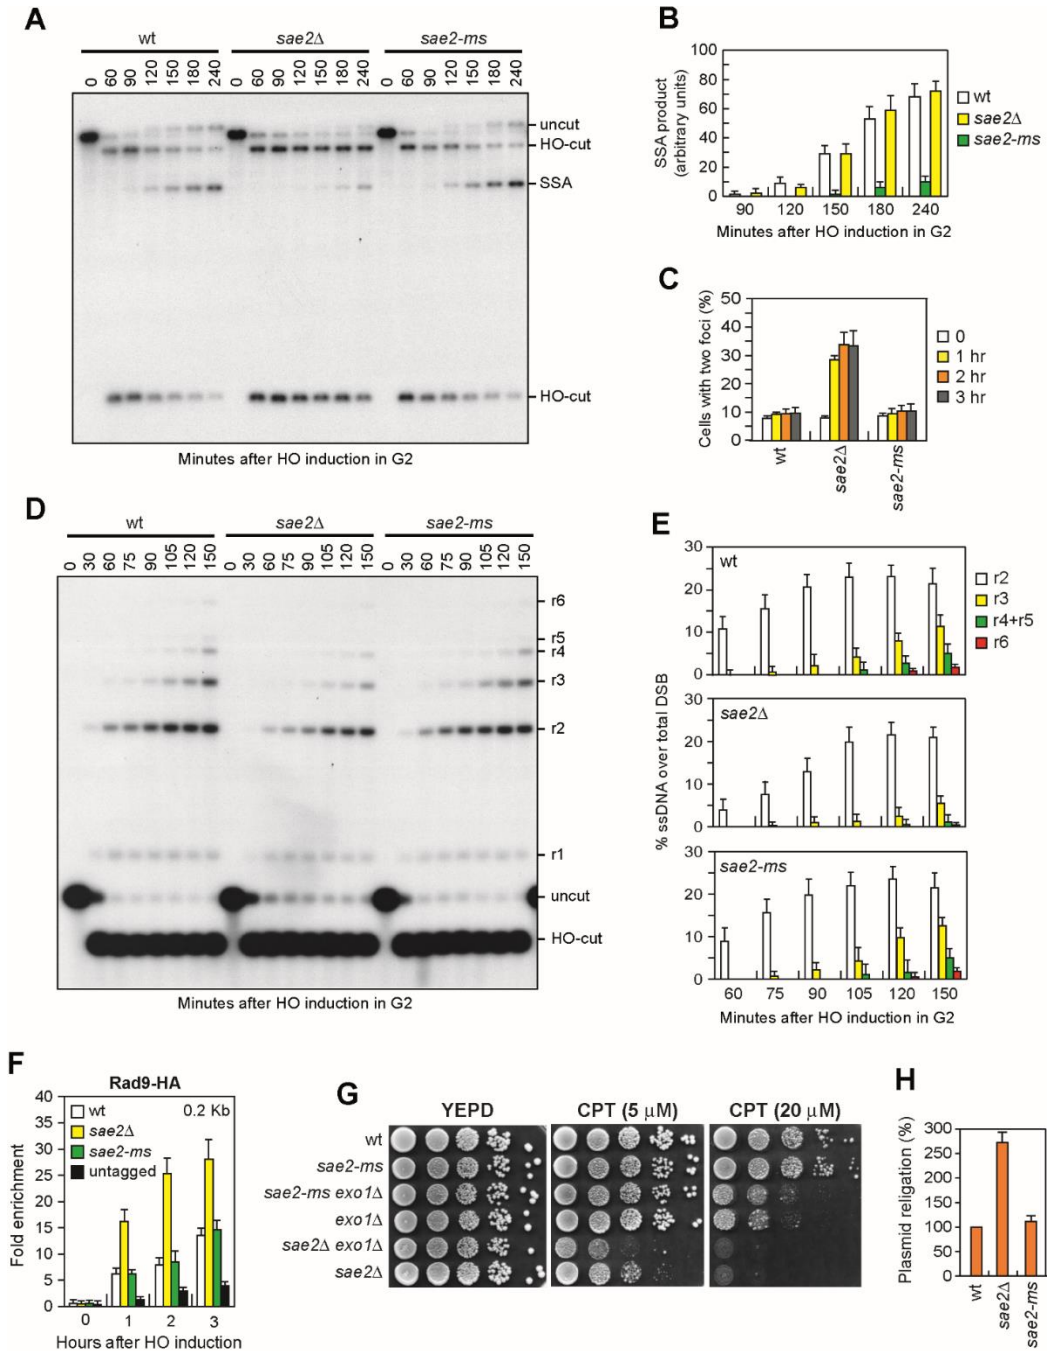 A
wt sae2Δ sae2-ms
0 60 90 120 150 180 240 0 60 90 120 150 180 240 0 60 90 120 150 180 240
uncut
HO-cut
SSA
HO-cut
Minutes after HO induction in G2
B
SSA product
(arbitrary units)
100
80
60
40
20
0
90 120 150 180 240
Minutes after HO induction in G2
wt
sae2Δ
sae2-ms
C
Cells with two foci (%)
50
40
30
20
10
0
wt sae2Δ sae2-ms
0
1 hr
2 hr
3 hr
D
wt sae2Δ sae2-ms
0 30 60 75 90 105 120 150 0 30 60 75 90 105 120 150 0 30 60 75 90 105 120 150
r6
r5
r4
r3
r2
r1
uncut
HO-cut
Minutes after HO induction in G2
E
% ssDNA over total DSB
30
20
10
0
wt
r2
r3
r4+r5
r6
30
20
10
0
sae2Δ
30
20
10
0
sae2-ms
60 75 90 105 120 150
Minutes after HO induction in G2
F
Rad9-HA
Fold enrichment
40
35
30
25
20
15
10
5
0
wt 0.2 Kb
sae2Δ
sae2-ms
untagged
0 1 2 3
Hours after HO induction
G
YEPD CPT (5 μM) CPT (20 μM)
wt
sae2-ms
sae2-ms exo1Δ
exo1Δ
sae2Δ exo1Δ
sae2Δ
H
Plasmid religation (%)
300
250
200
150
100
50
0
wt sae2Δ sae2-ms